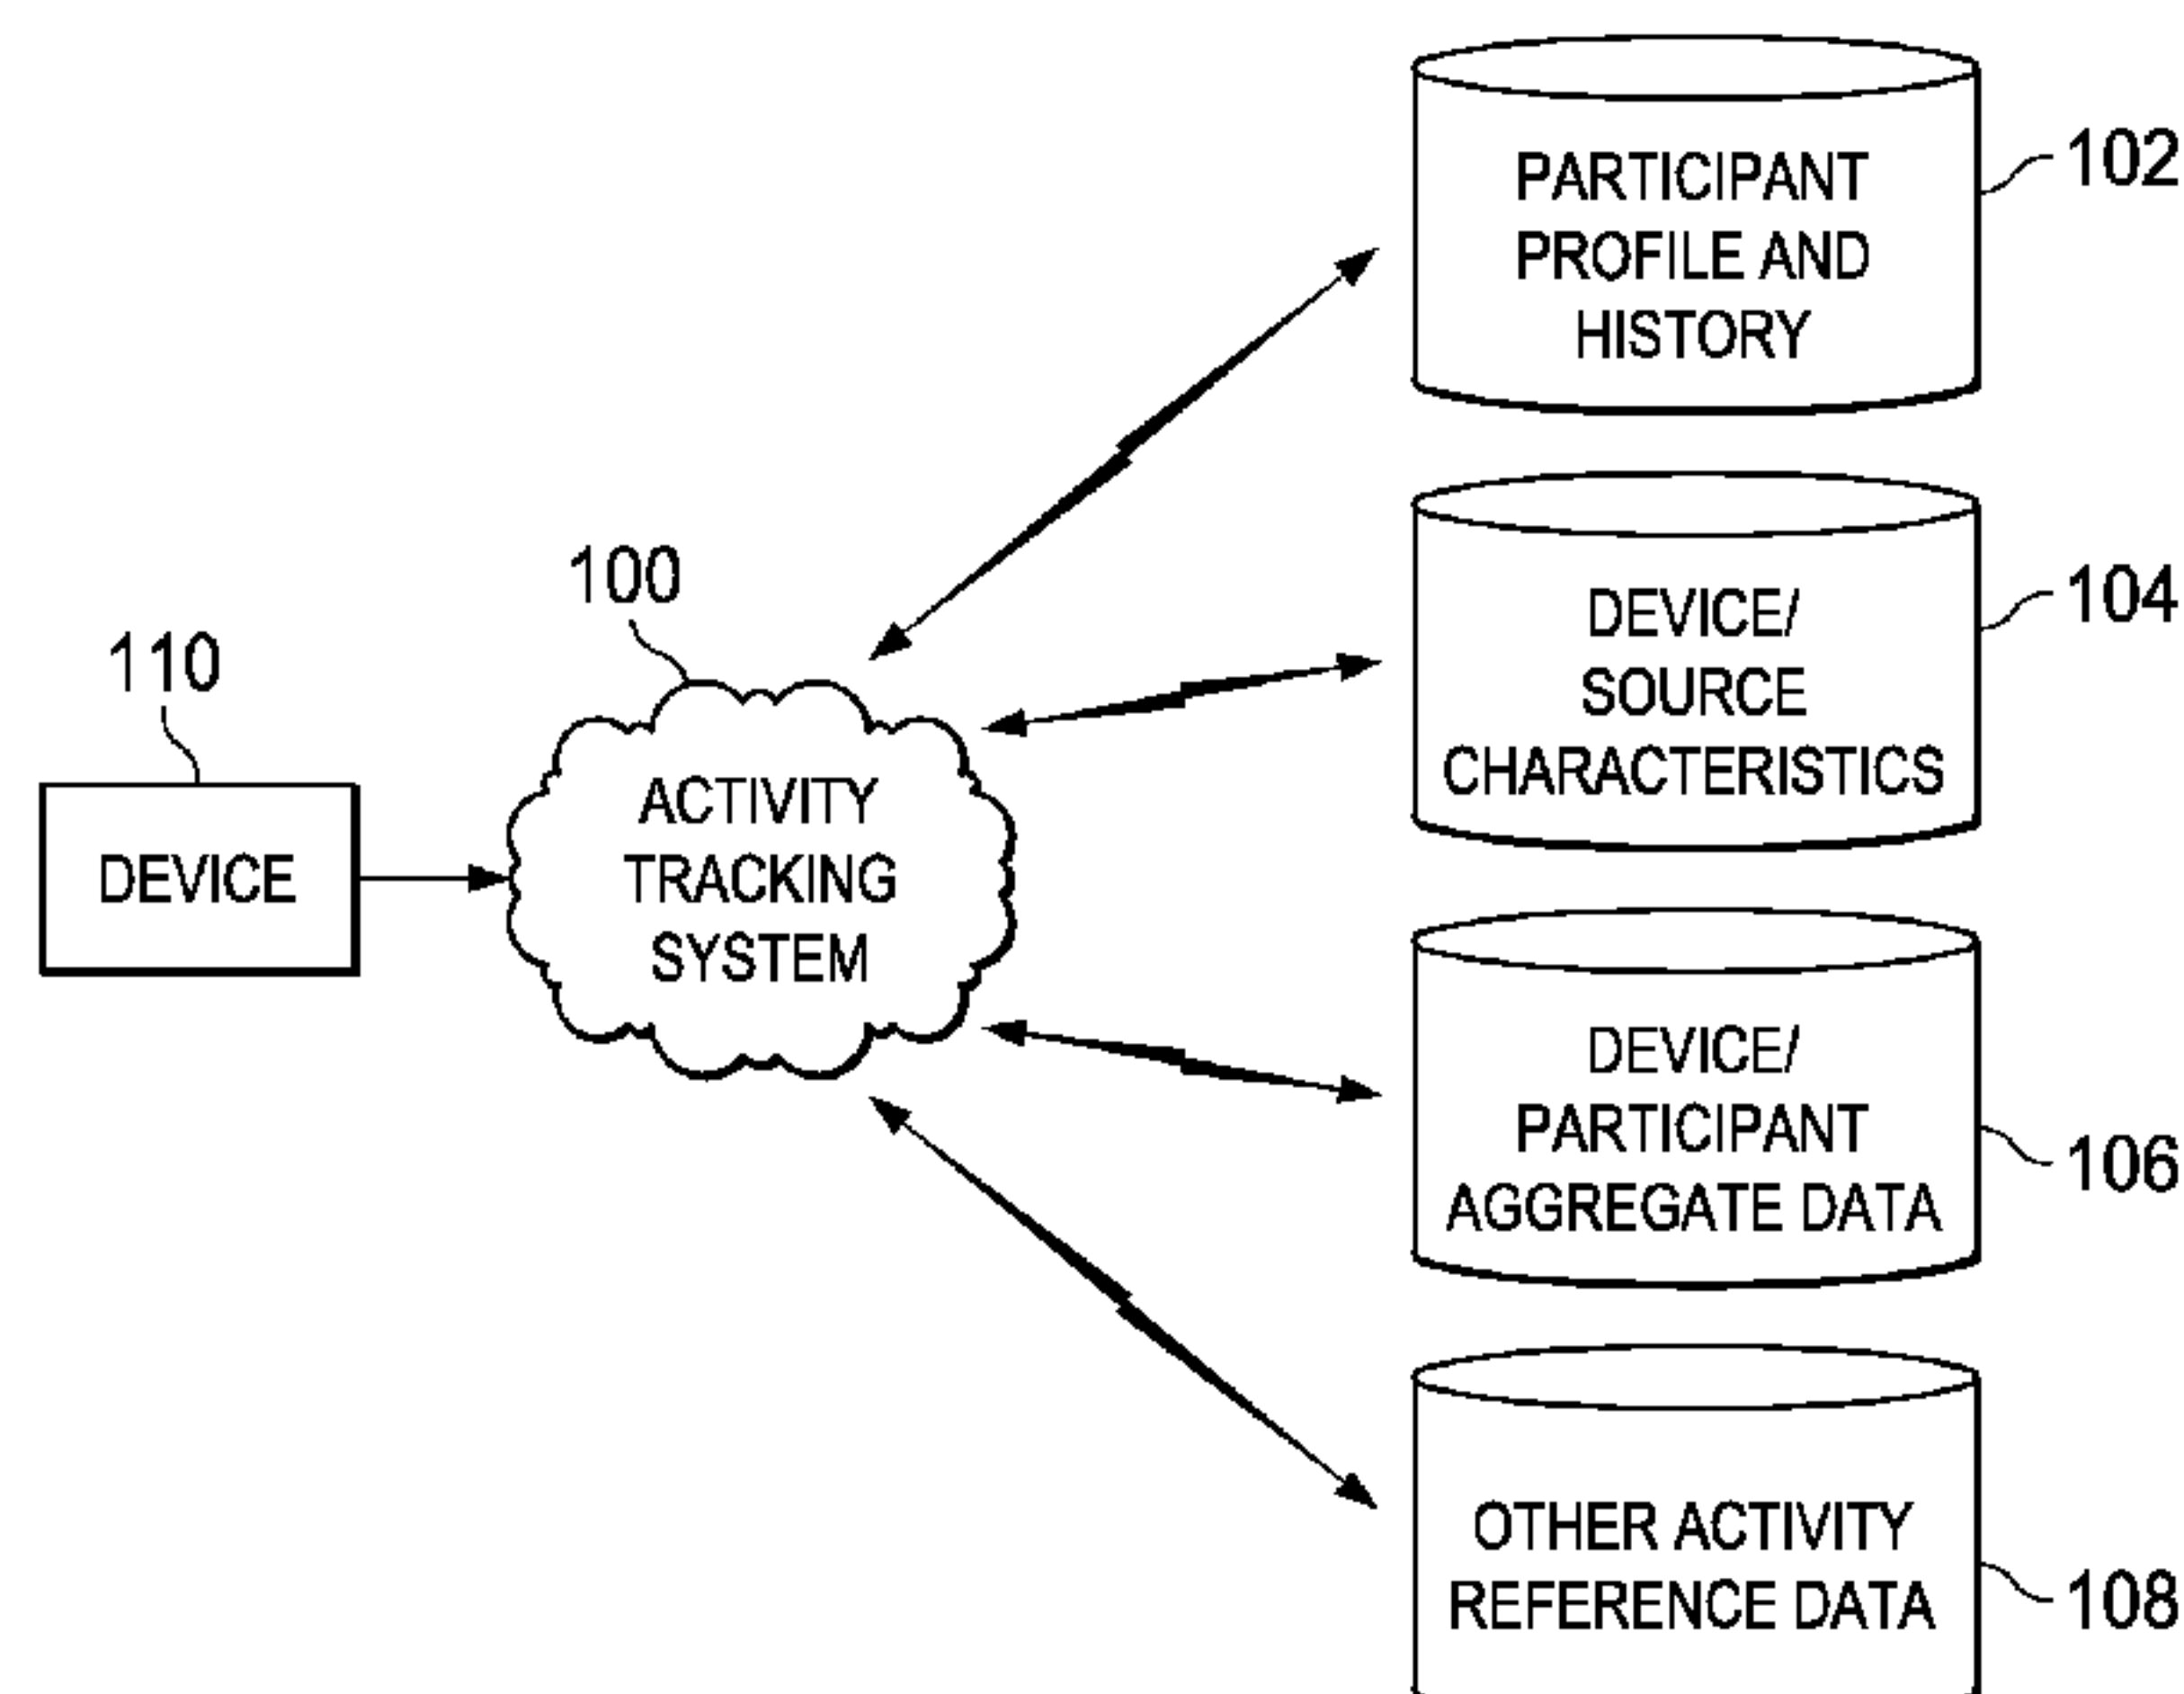 PARTICIPANT
PROFILE AND
HISTORY
102
DEVICE/
SOURCE
CHARACTERISTICS
104
100
110
DEVICE
ACTIVITY
TRACKING
SYSTEM
DEVICE/
PARTICIPANT
AGGREGATE DATA
106
OTHER ACTIVITY
REFERENCE DATA
108